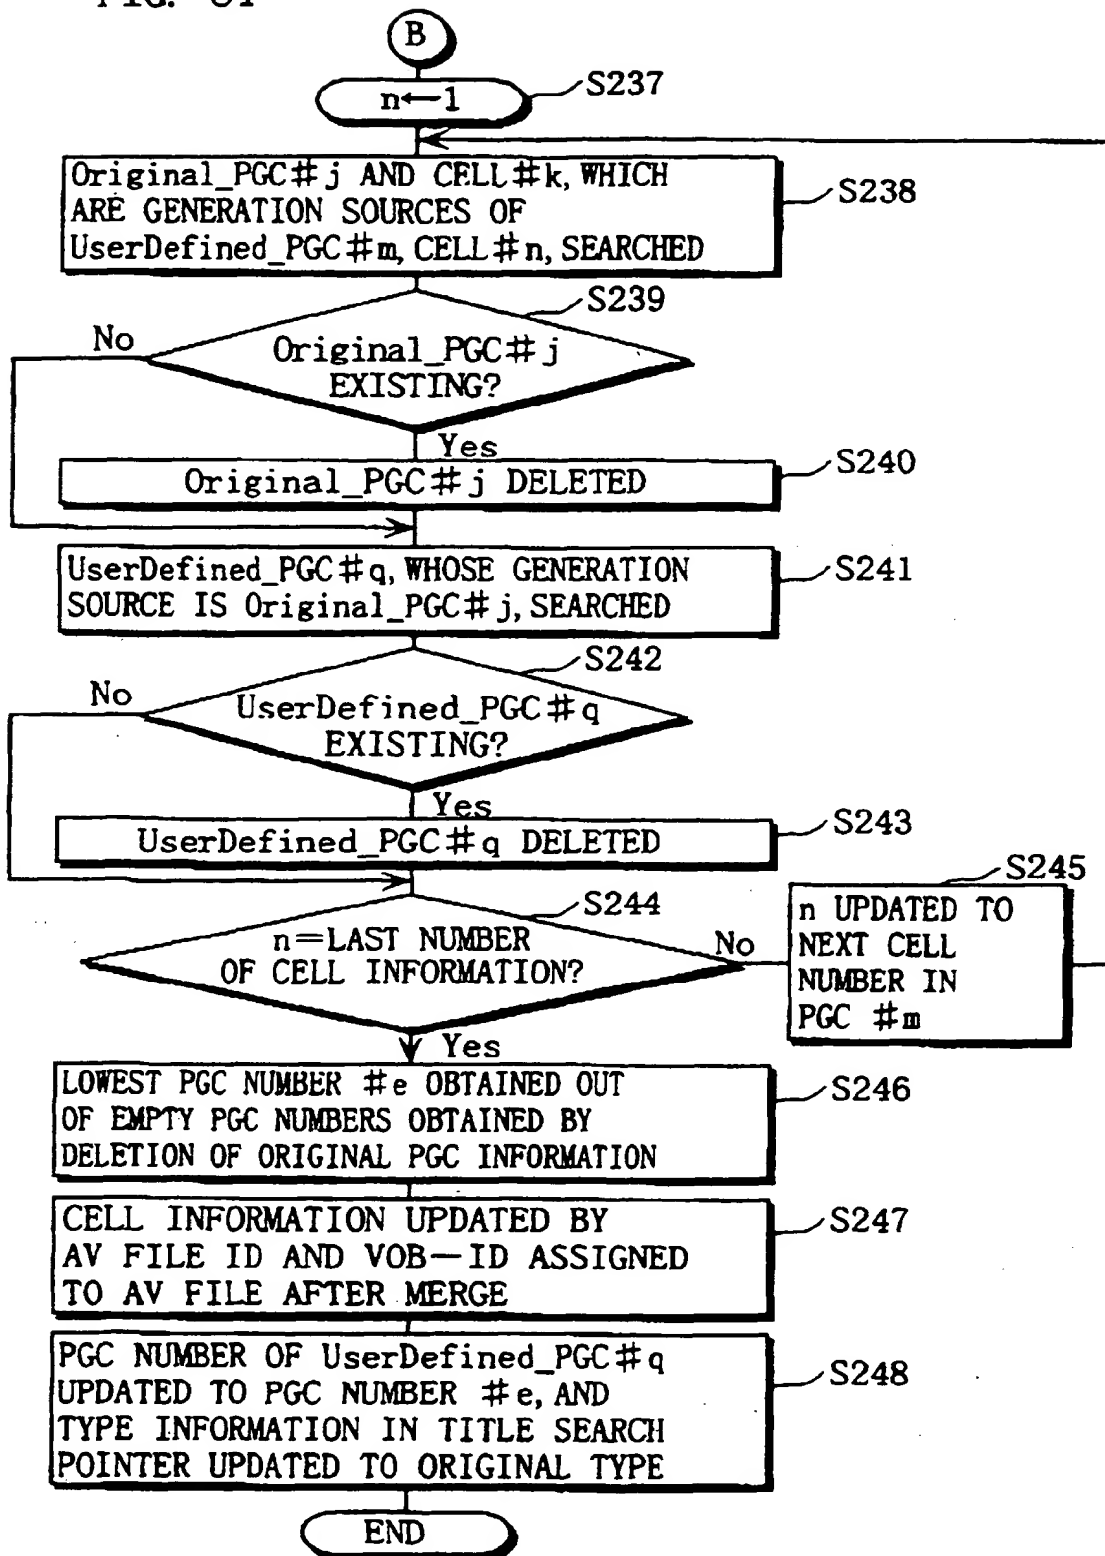 B
n←1
S237
Original_PGC#j AND CELL#k, WHICH
ARE GENERATION SOURCES OF
UserDefined_PGC#m, CELL#n, SEARCHED
S238
S239
No
Original_PGC#j
EXISTING?
Yes
Original_PGC#j DELETED
S240
UserDefined_PGC#q, WHOSE GENERATION
SOURCE IS Original_PGC#j, SEARCHED
S241
S242
No
UserDefined_PGC#q
EXISTING?
Yes
UserDefined_PGC#q DELETED
S243
S244
n=LAST NUMBER
OF CELL INFORMATION?
No
S245
n UPDATED TO
NEXT CELL
NUMBER IN
PGC #m
Yes
LOWEST PGC NUMBER #e OBTAINED OUT
OF EMPTY PGC NUMBERS OBTAINED BY
DELETION OF ORIGINAL PGC INFORMATION
S246
CELL INFORMATION UPDATED BY
AV FILE ID AND VOB-ID ASSIGNED
TO AV FILE AFTER MERGE
S247
PGC NUMBER OF UserDefined_PGC#q
UPDATED TO PGC NUMBER #e, AND
TYPE INFORMATION IN TITLE SEARCH
POINTER UPDATED TO ORIGINAL TYPE
S248
END